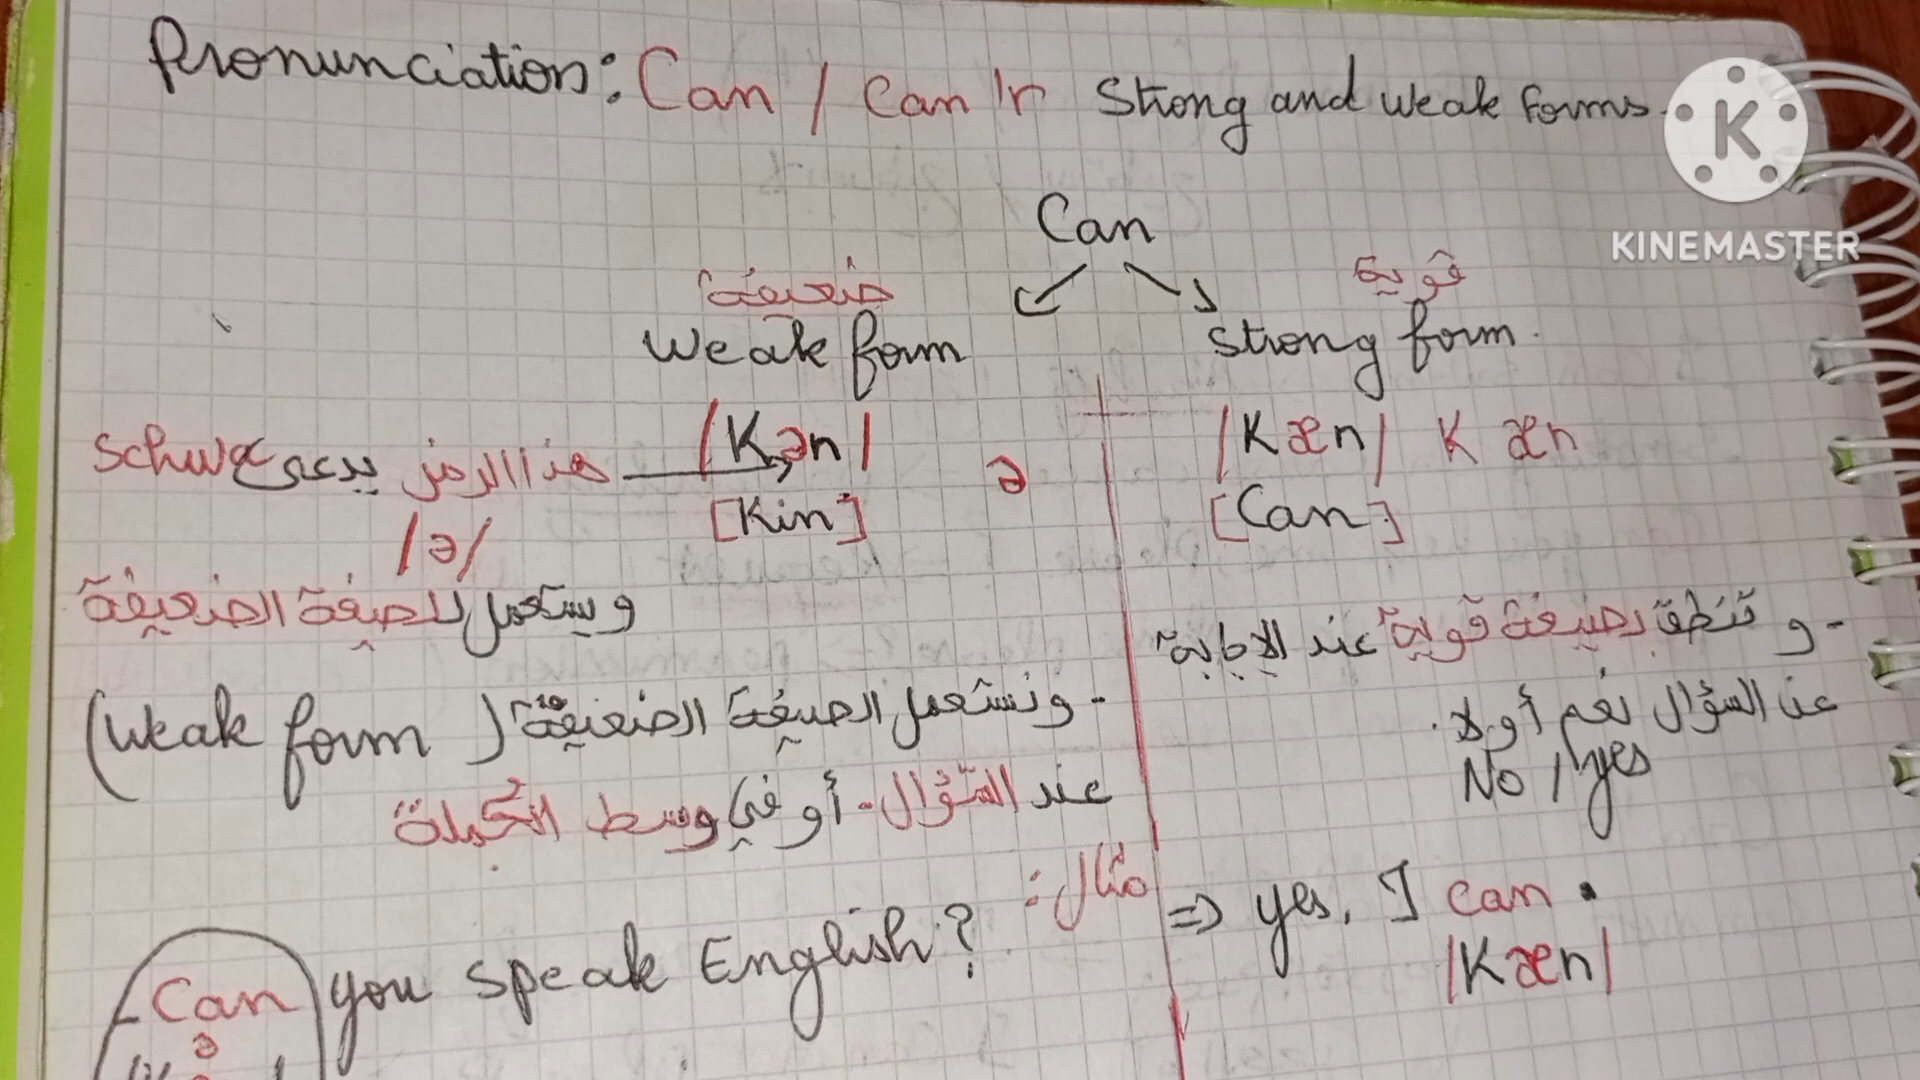 Pronunciation: Can / Can't Strong and weak forms.
K
KINEMASTER
Can
ضعيفة
قوية
weak form
strong form.
/Kən/
ə
/Kæn/ K æn
هذا الرمز يدعى schwa
[Kin]
[Can]
/ə/
ويستعمل للصيغة الضعيفة
- و تنطق بصيغة قوية عند الإجابة
عن السؤال نعم أو لا.
No / yes
- ونستعمل الصيغة الضعيفة (weak form)
عند السؤال - أو في وسط الجملة
مثال:
- Can you speak English?
ə
=> yes, I can.
/Kæn/